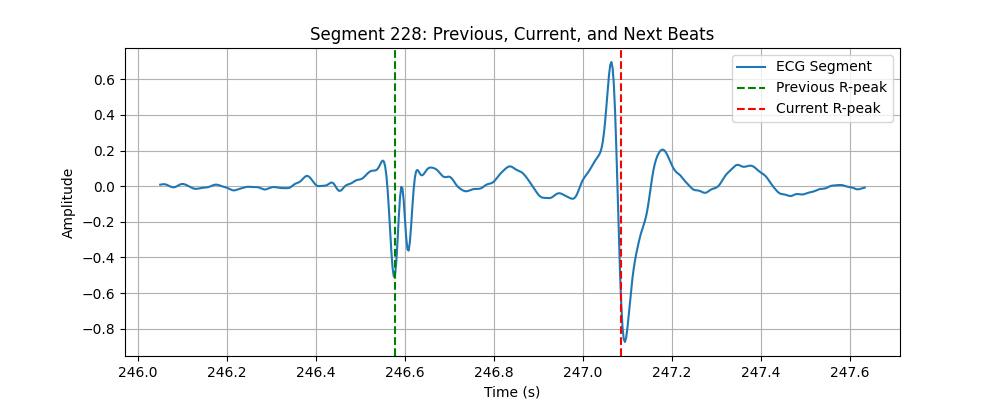 Segment 228: Previous, Current, and Next Beats
ECG Segment
Previous R-peak
Current R-peak
Amplitude
0.6
0.4
0.2
0.0
−0.2
−0.4
−0.6
−0.8
246.0 246.2 246.4 246.6 246.8 247.0 247.2 247.4 247.6
Time (s)